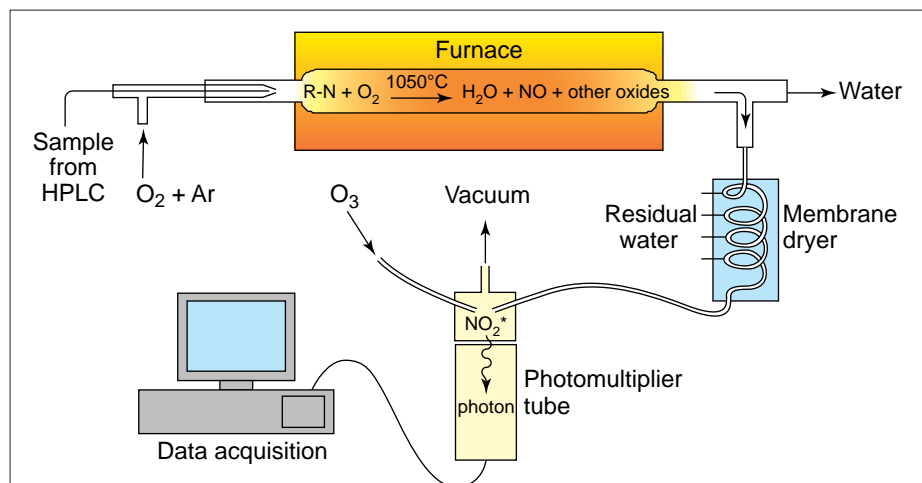 Furnace
1050°C
R-N + O₂ → H₂O + NO + other oxides
Water
Sample
from
HPLC
O₂ + Ar
O₃
Vacuum
Residual
water
Membrane
dryer
NO₂*
photon
Photomultiplier
tube
Data acquisition